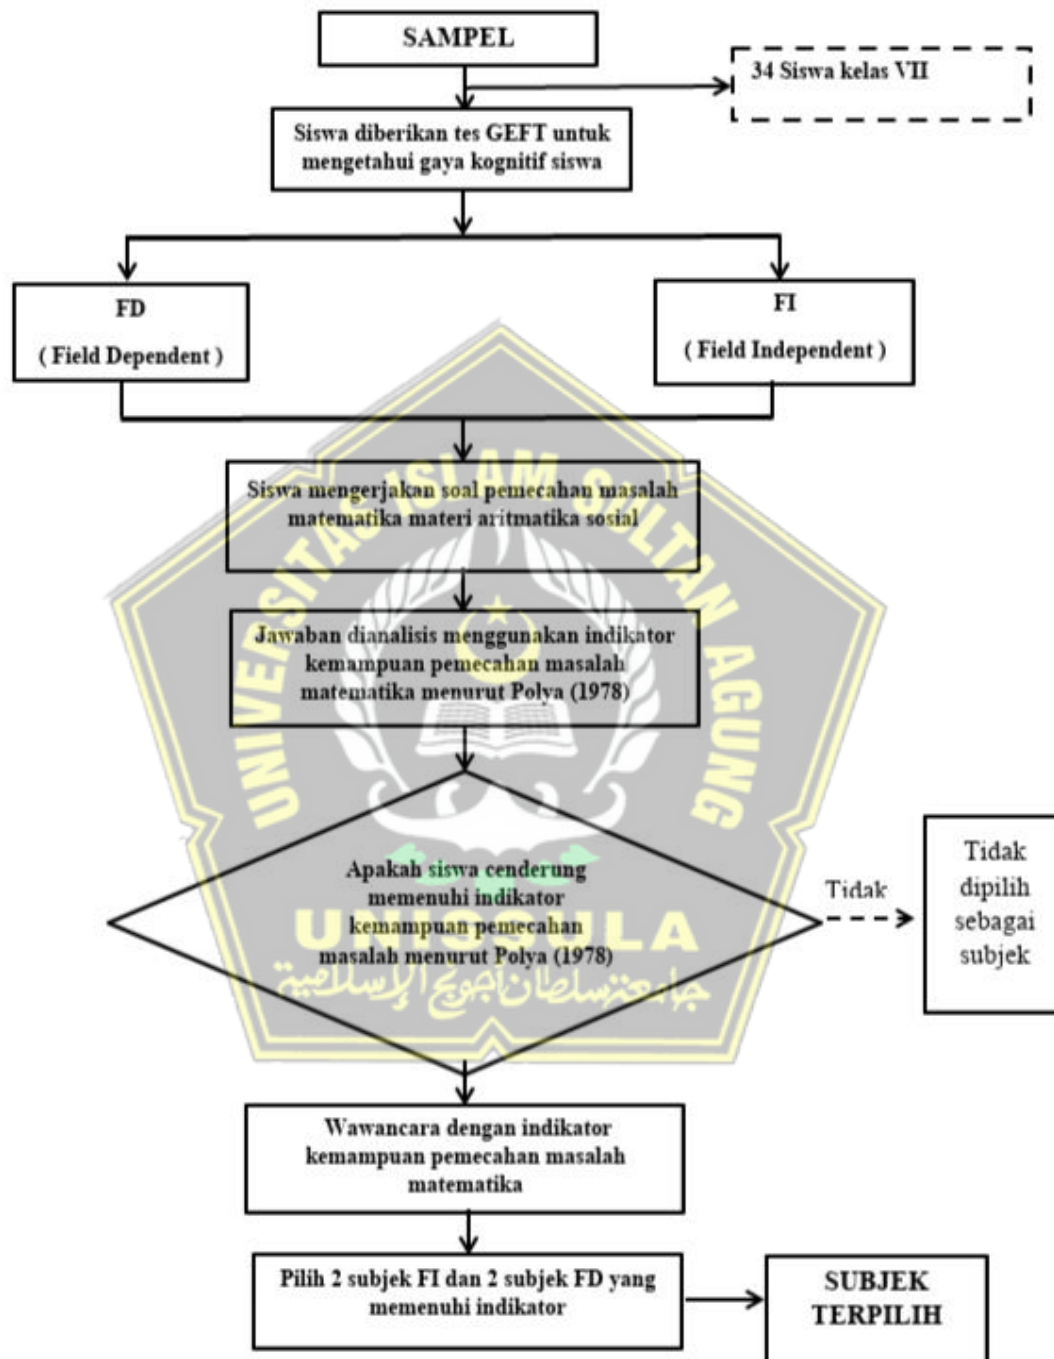 SAMPEL
34 Siswa kelas VII
Siswa diberikan tes GEFT untuk
mengetahui gaya kognitif siswa
FD
( Field Dependent )
FI
( Field Independent )
Siswa mengerjakan soal pemecahan masalah
matematika materi aritmatika sosial
Jawaban dianalisis menggunakan indikator
kemampuan pemecahan masalah
matematika menurut Polya (1978)
Apakah siswa cenderung
memenuhi indikator
kemampuan pemecahan
masalah menurut Polya (1978)
Tidak
Tidak
dipilih
sebagai
subjek
Wawancara dengan indikator
kemampuan pemecahan masalah
matematika
Pilih 2 subjek FI dan 2 subjek FD yang
memenuhi indikator
SUBJEK
TERPILIH
UNIVERSITAS ISLAM SULTAN AGUNG
UNISSULA
جامعة سلطان أجونج الإسلامية